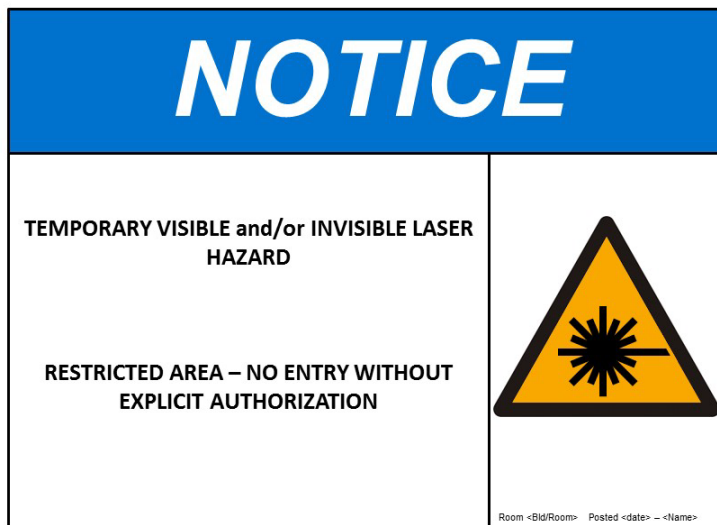 NOTICE
TEMPORARY VISIBLE and/or INVISIBLE LASER
HAZARD
RESTRICTED AREA – NO ENTRY WITHOUT
EXPLICIT AUTHORIZATION
Room <Bld/Room> Posted <date> – <Name>